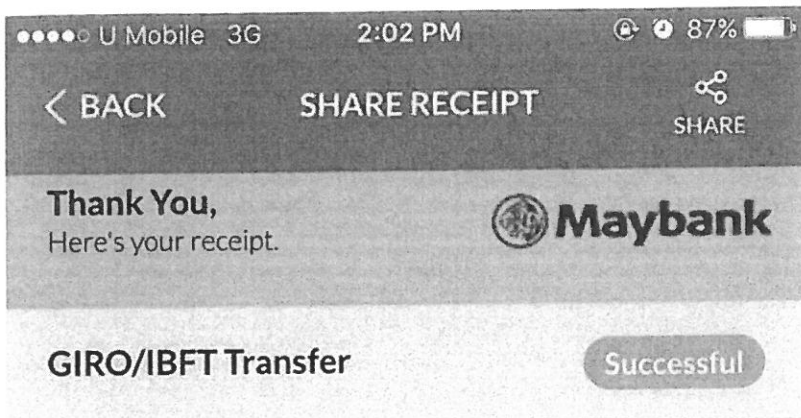 U Mobile 3G 2:02 PM 87%
< BACK SHARE RECEIPT SHARE
Thank You,
Here's your receipt.
Maybank
GIRO/IBFT Transfer Successful